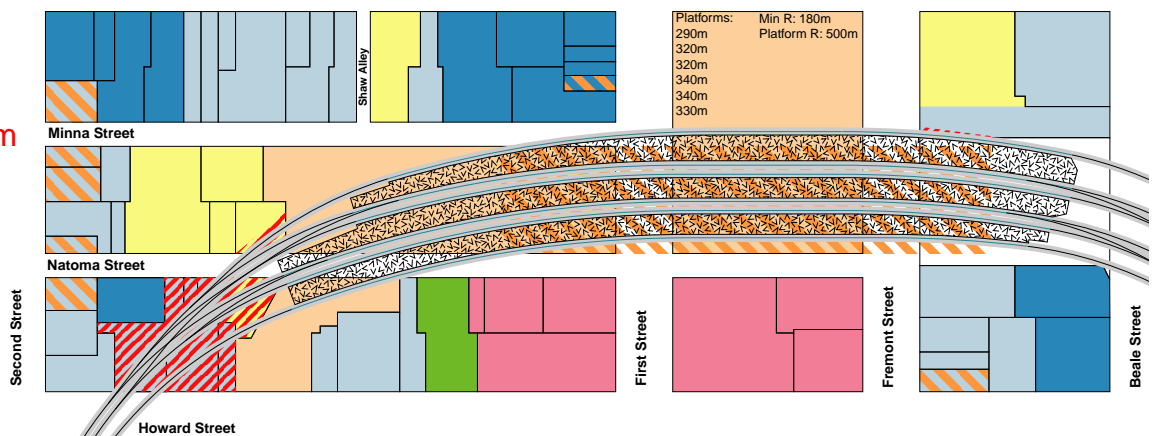 Platforms: Min R: 180m
290m Platform R: 500m
320m
320m
340m
340m
330m
Shaw Alley
m
Minna Street
Natoma Street
Second Street
First Street
Fremont Street
Beale Street
Howard Street